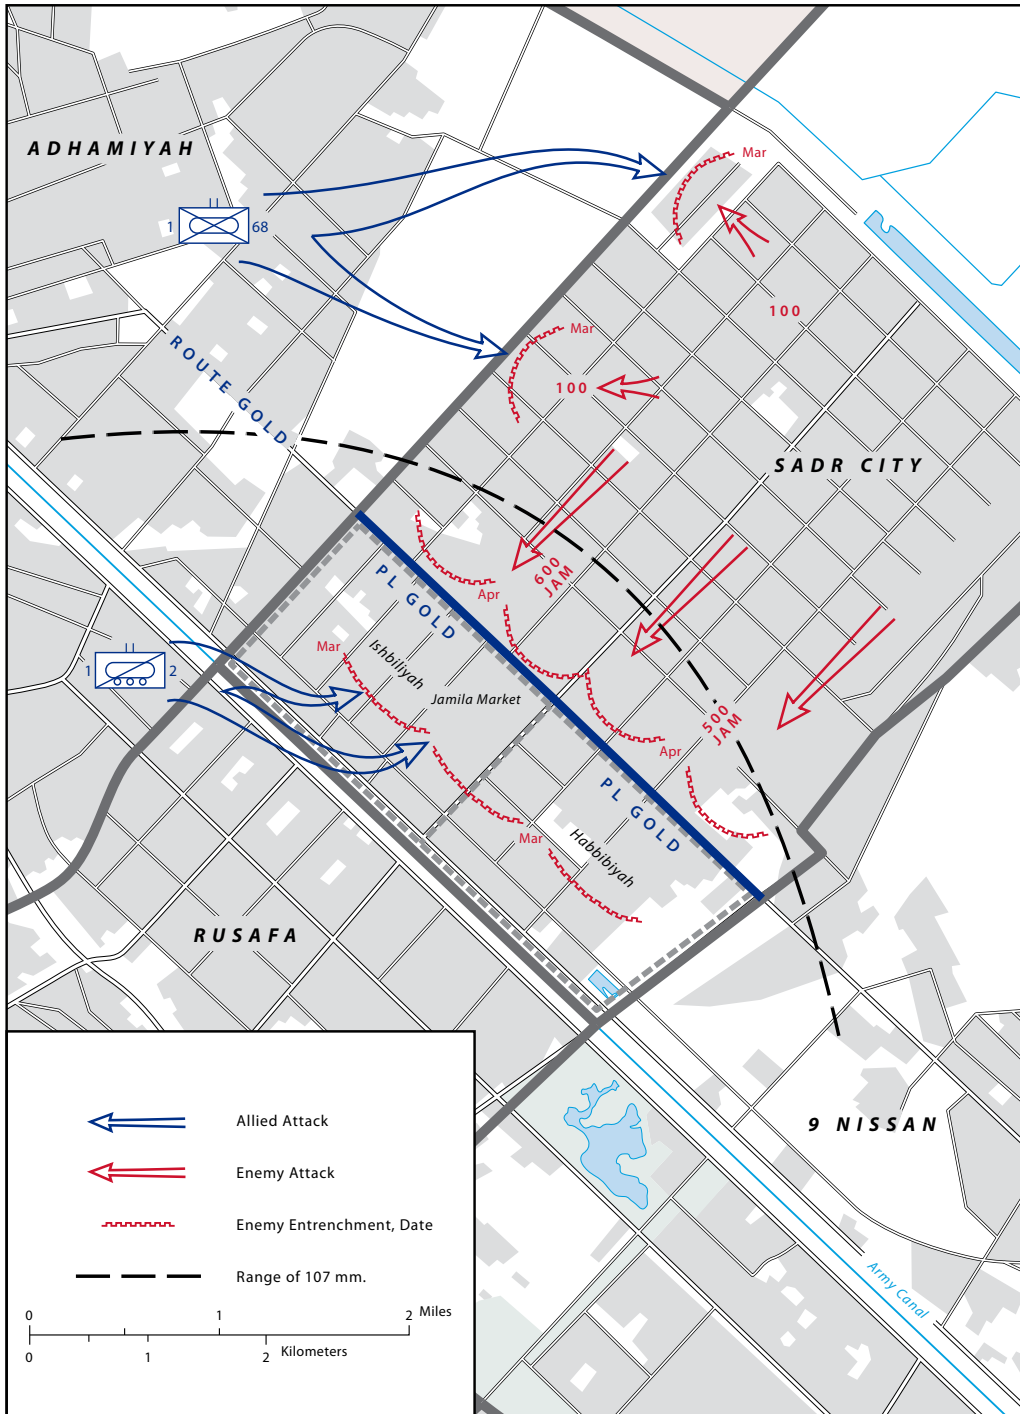 ADHAMIYAH
Mar
1 68
100
Mar
ROUTE GOLD
100
SADR CITY
600
JAM
PL GOLD
Apr
Mar
Ishbiliyah
1 2
Jamila Market
500
JAM
Apr
PL GOLD
Mar
Habbibiyah
RUSAFA
9 NISSAN
Army Canal
Allied Attack
Enemy Attack
Enemy Entrenchment, Date
Range of 107 mm.
0 1 2 Miles
0 1 2 Kilometers